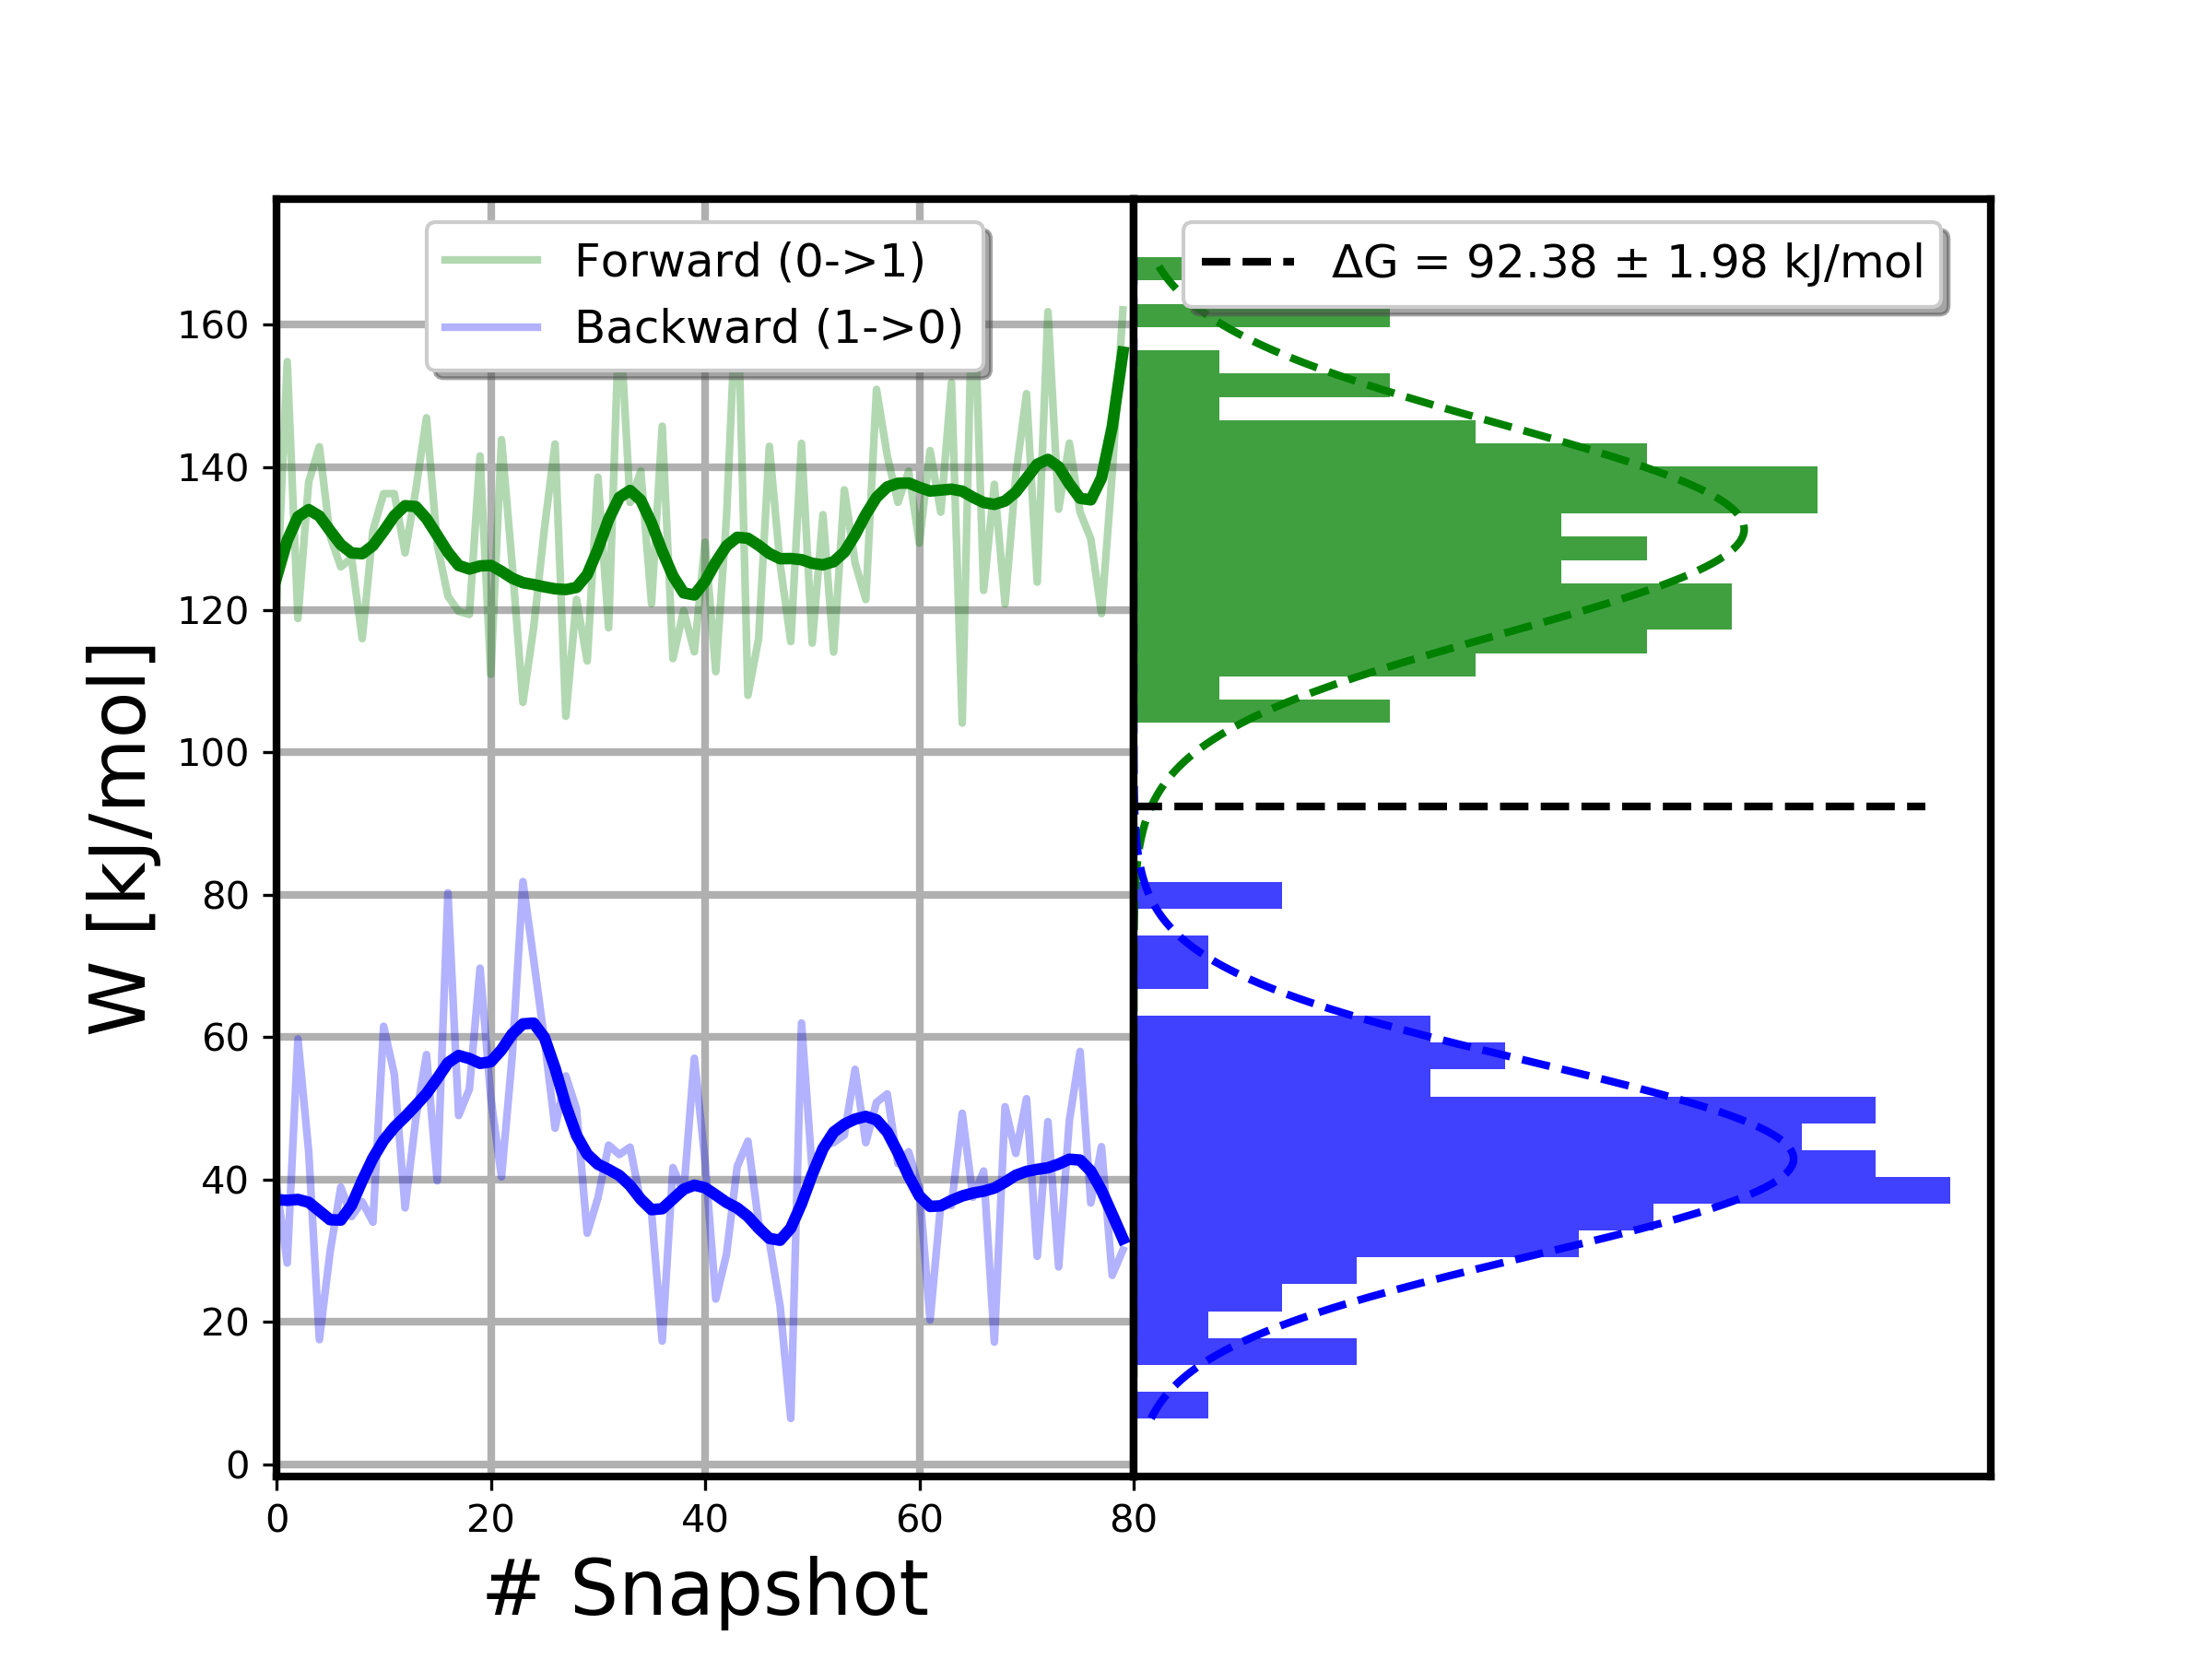 Forward (0->1)
Backward (1->0)
ΔG = 92.38 ± 1.98 kJ/mol
160
140
120
100
80
60
40
20
0
W [kJ/mol]
0 20 40 60 80
# Snapshot